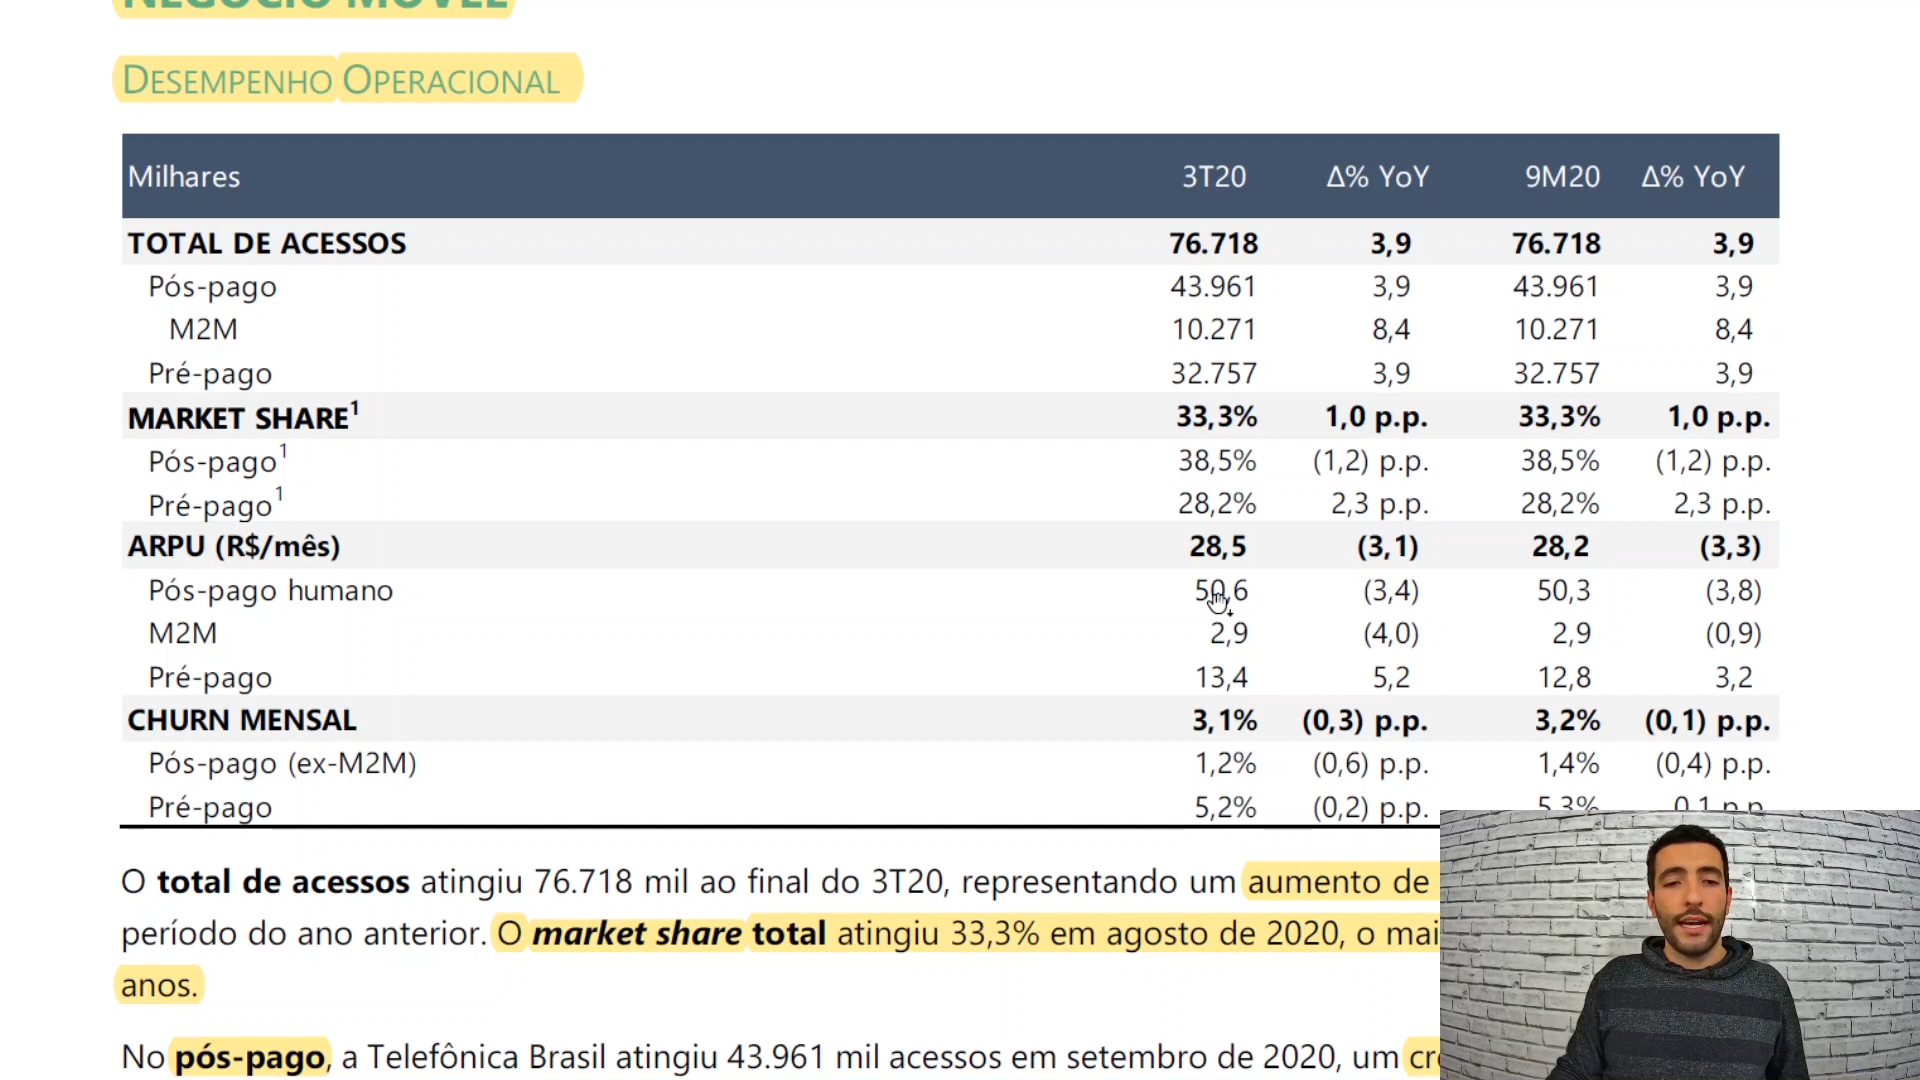 NEGÓCIO MÓVEL
DESEMPENHO OPERACIONAL
Milhares 3T20 Δ% YoY 9M20 Δ% YoY
TOTAL DE ACESSOS 76.718 3,9 76.718 3,9
Pós-pago 43.961 3,9 43.961 3,9
M2M 10.271 8,4 10.271 8,4
Pré-pago 32.757 3,9 32.757 3,9
MARKET SHARE¹ 33,3% 1,0 p.p. 33,3% 1,0 p.p.
Pós-pago¹ 38,5% (1,2) p.p. 38,5% (1,2) p.p.
Pré-pago¹ 28,2% 2,3 p.p. 28,2% 2,3 p.p.
ARPU (R$/mês) 28,5 (3,1) 28,2 (3,3)
Pós-pago humano 50,6 (3,4) 50,3 (3,8)
M2M 2,9 (4,0) 2,9 (0,9)
Pré-pago 13,4 5,2 12,8 3,2
CHURN MENSAL 3,1% (0,3) p.p. 3,2% (0,1) p.p.
Pós-pago (ex-M2M) 1,2% (0,6) p.p. 1,4% (0,4) p.p.
Pré-pago 5,2% (0,2) p.p. 5,3% 0,1 p.p.
O total de acessos atingiu 76.718 mil ao final do 3T20, representando um aumento de
período do ano anterior. O market share total atingiu 33,3% em agosto de 2020, o mai
anos.
No pós-pago, a Telefônica Brasil atingiu 43.961 mil acessos em setembro de 2020, um